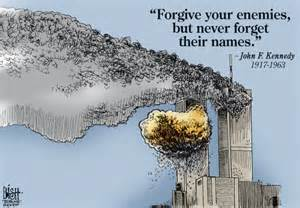 “Forgive your enemies,
but never forget
their names.”
– John F. Kennedy
1917-1963